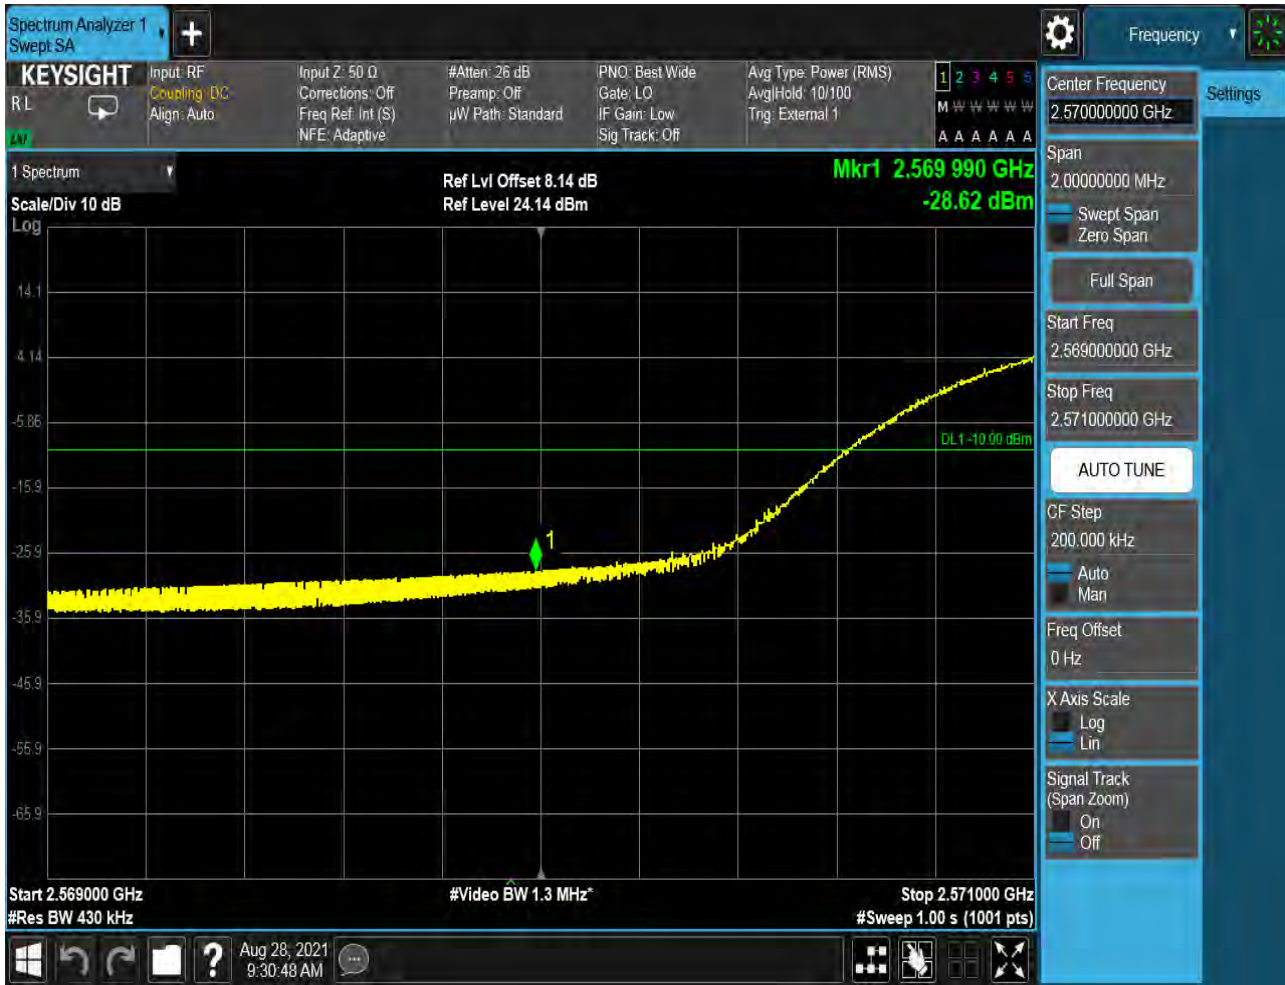 Spectrum Analyzer 1
Swept SA
Frequency
KEYSIGHT
R L
Input: RF
Coupling: DC
Align: Auto
Input Z: 50 Ω
Corrections: Off
Freq Ref: Int (S)
NFE: Adaptive
#Atten: 26 dB
Preamp: Off
µW Path: Standard
PNO: Best Wide
Gate: LO
IF Gain: Low
Sig Track: Off
Avg Type: Power (RMS)
Avg|Hold: 10/100
Trig: External 1
1 2 3 4 5 6
M W W W W W
A A A A A A
1 Spectrum
Scale/Div 10 dB
Log
Ref Lvl Offset 8.14 dB
Ref Level 24.14 dBm
Mkr1 2.569 990 GHz
-28.62 dBm
14.1
4.14
-5.86
DL1 -10.00 dBm
-15.9
-25.9
1
-35.9
-45.9
-55.9
-65.9
Start 2.569000 GHz
#Res BW 430 kHz
#Video BW 1.3 MHz*
Stop 2.571000 GHz
#Sweep 1.00 s (1001 pts)
Aug 28, 2021
9:30:48 AM
?
Center Frequency
2.570000000 GHz
Settings
Span
2.00000000 MHz
Swept Span
Zero Span
Full Span
Start Freq
2.569000000 GHz
Stop Freq
2.571000000 GHz
AUTO TUNE
CF Step
200.000 kHz
Auto
Man
Freq Offset
0 Hz
X Axis Scale
Log
Lin
Signal Track
(Span Zoom)
On
Off